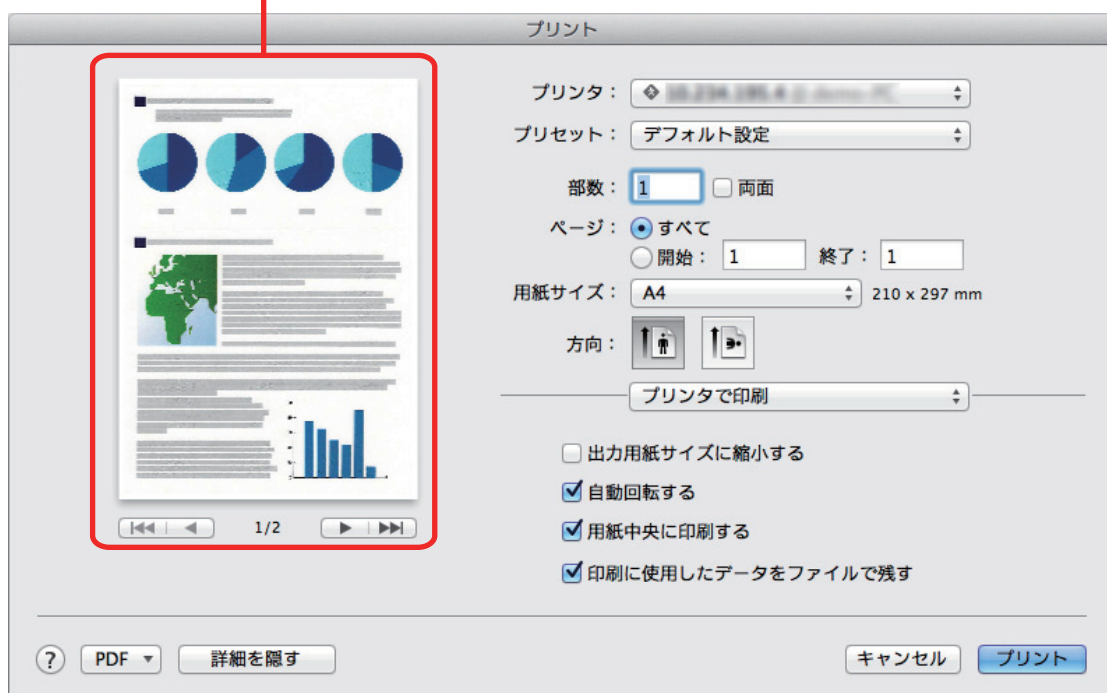 プリント
プリンタ：
プリセット： デフォルト設定
部数： 1 両面
ページ： すべて
開始： 1 終了： 1
用紙サイズ： A4 210 x 297 mm
方向：
プリンタで印刷
出力用紙サイズに縮小する
自動回転する
1/2
用紙中央に印刷する
印刷に使用したデータをファイルで残す
? PDF 詳細を隠す キャンセル プリント